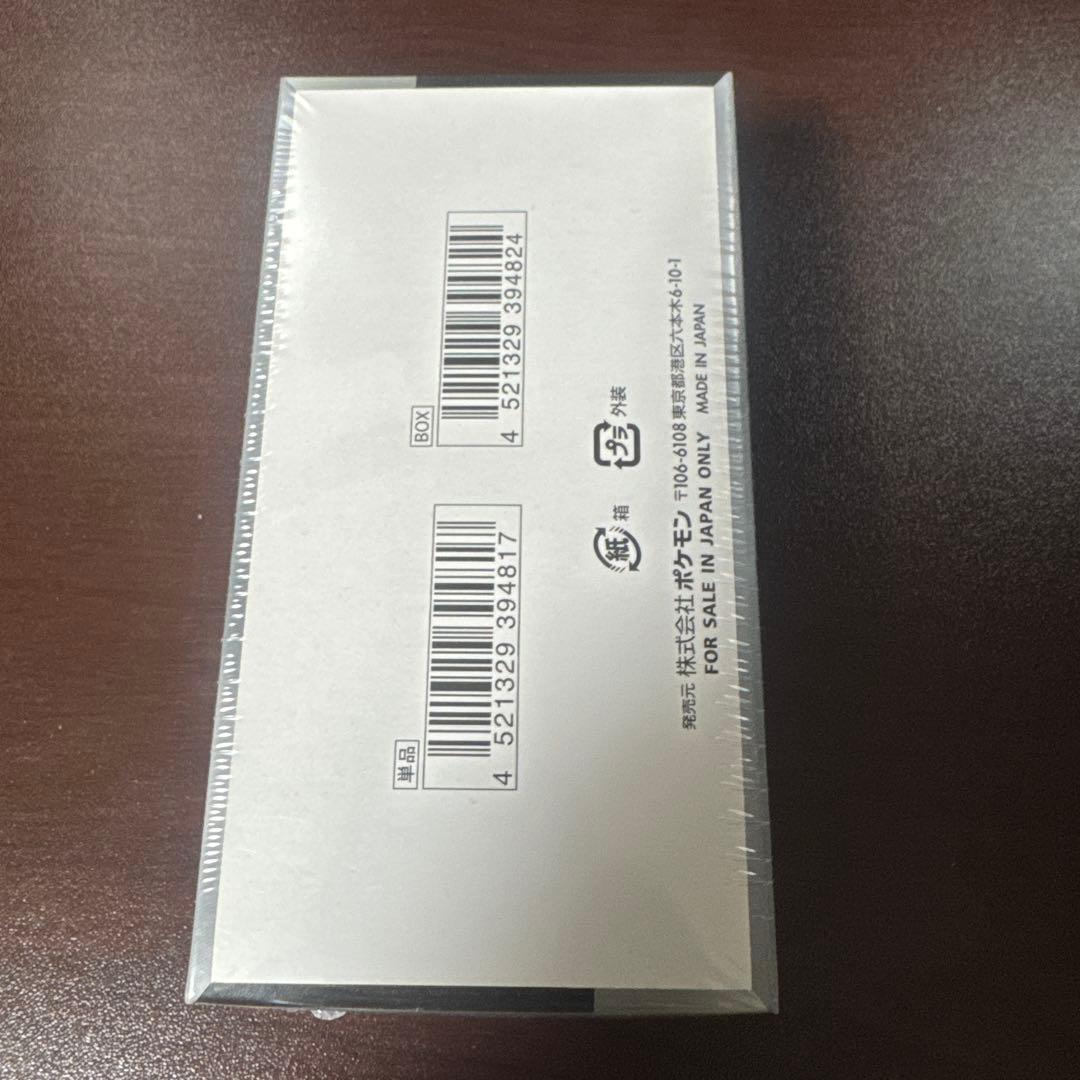 単品
4 521329 394817
BOX
4 521329 394824
紙 箱
プラ 外装
発売元 株式会社ポケモン 〒106-6108 東京都港区六本木6-10-1
FOR SALE IN JAPAN ONLY MADE IN JAPAN